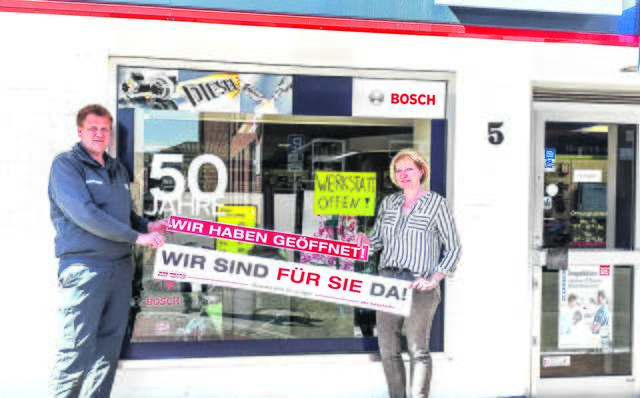 DIESEL
BOSCH
50
JAHRE
WERKSTATT
OFFEN!
5
WIR HABEN GEÖFFNET!
WIR SIND FÜR SIE DA!
BOSCH